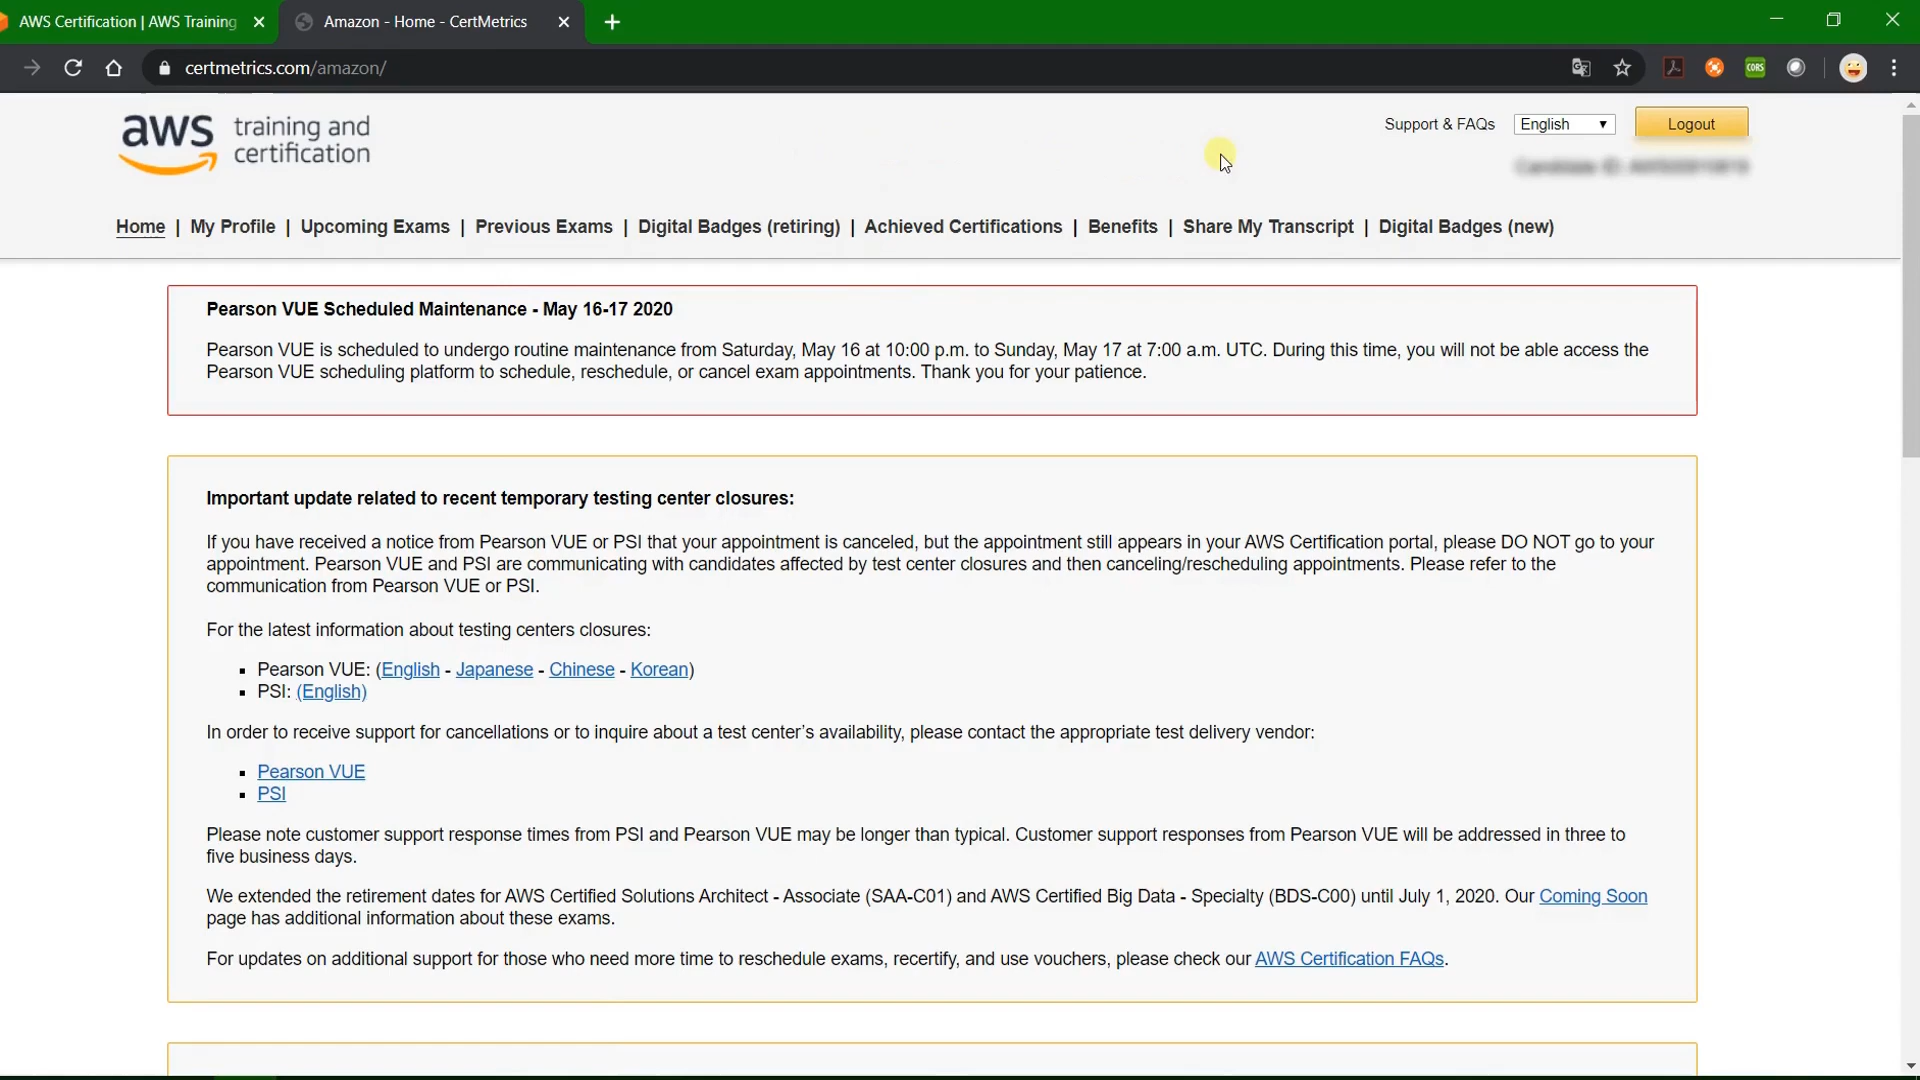 AWS Certification | AWS Training
Amazon - Home - CertMetrics
certmetrics.com/amazon/
CORS
aws training and certification
Support & FAQs
English
Logout
Home | My Profile | Upcoming Exams | Previous Exams | Digital Badges (retiring) | Achieved Certifications | Benefits | Share My Transcript | Digital Badges (new)
Pearson VUE Scheduled Maintenance - May 16-17 2020
Pearson VUE is scheduled to undergo routine maintenance from Saturday, May 16 at 10:00 p.m. to Sunday, May 17 at 7:00 a.m. UTC. During this time, you will not be able access the
Pearson VUE scheduling platform to schedule, reschedule, or cancel exam appointments. Thank you for your patience.
Important update related to recent temporary testing center closures:
If you have received a notice from Pearson VUE or PSI that your appointment is canceled, but the appointment still appears in your AWS Certification portal, please DO NOT go to your
appointment. Pearson VUE and PSI are communicating with candidates affected by test center closures and then canceling/rescheduling appointments. Please refer to the
communication from Pearson VUE or PSI.
For the latest information about testing centers closures:
▪ Pearson VUE: (English - Japanese - Chinese - Korean)
▪ PSI: (English)
In order to receive support for cancellations or to inquire about a test center’s availability, please contact the appropriate test delivery vendor:
▪ Pearson VUE
▪ PSI
Please note customer support response times from PSI and Pearson VUE may be longer than typical. Customer support responses from Pearson VUE will be addressed in three to
five business days.
We extended the retirement dates for AWS Certified Solutions Architect - Associate (SAA-C01) and AWS Certified Big Data - Specialty (BDS-C00) until July 1, 2020. Our Coming Soon
page has additional information about these exams.
For updates on additional support for those who need more time to reschedule exams, recertify, and use vouchers, please check our AWS Certification FAQs.